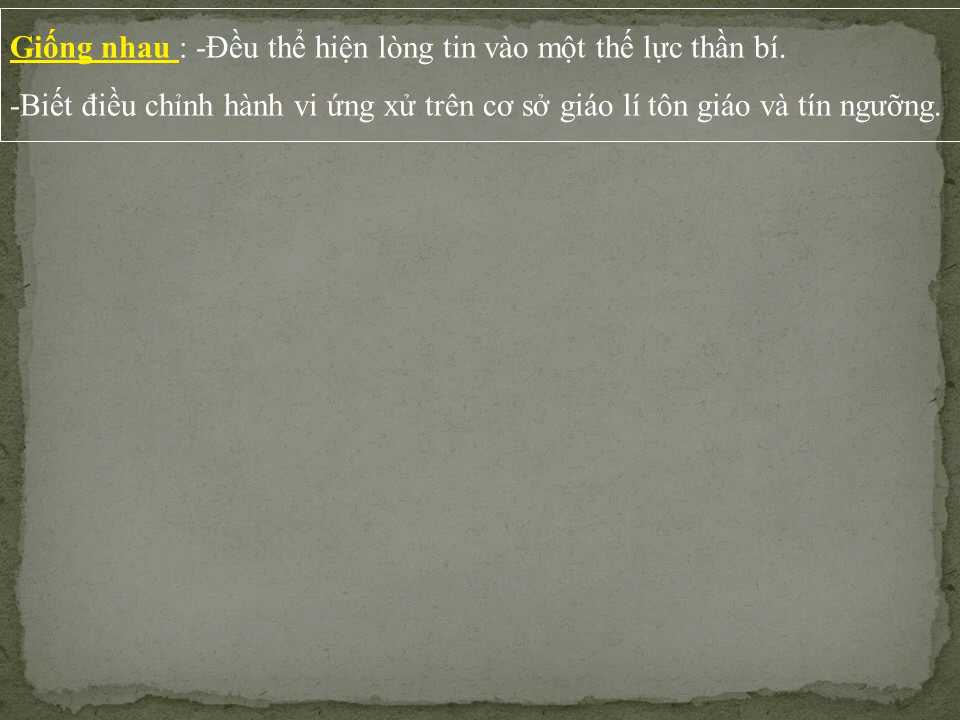 Giống nhau : -Đều thể hiện lòng tin vào một thế lực thần bí.
-Biết điều chỉnh hành vi ứng xử trên cơ sở giáo lí tôn giáo và tín ngưỡng.